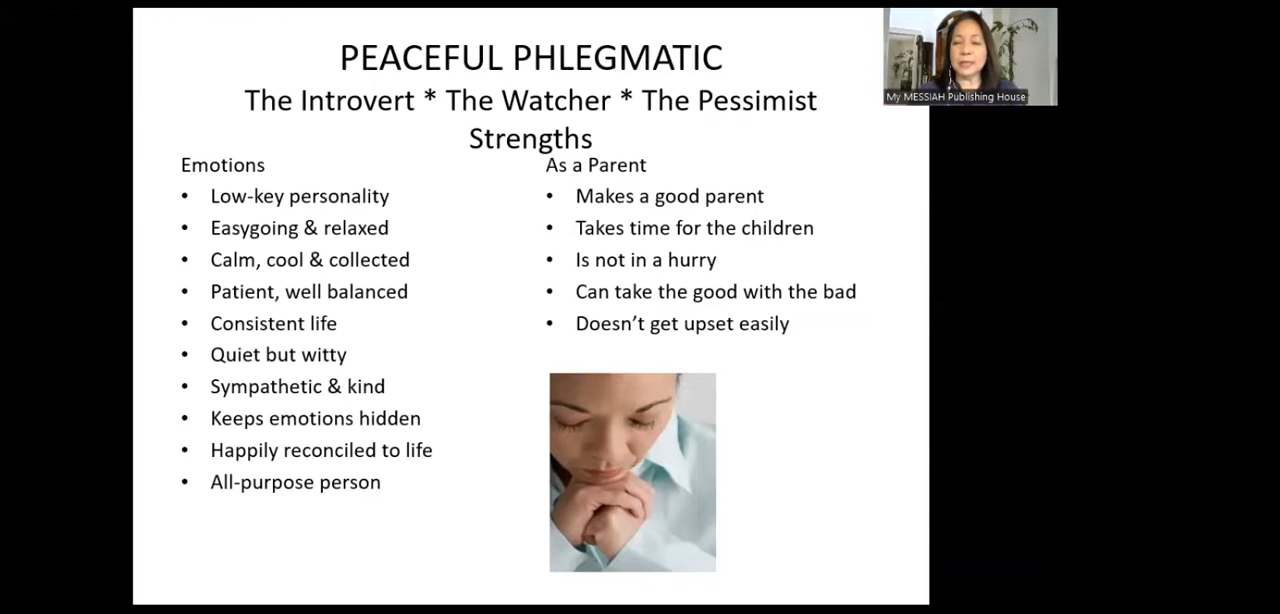 PEACEFUL PHLEGMATIC
The Introvert * The Watcher * The Pessimist
Strengths
Emotions
• Low-key personality
• Easygoing & relaxed
• Calm, cool & collected
• Patient, well balanced
• Consistent life
• Quiet but witty
• Sympathetic & kind
• Keeps emotions hidden
• Happily reconciled to life
• All-purpose person
As a Parent
• Makes a good parent
• Takes time for the children
• Is not in a hurry
• Can take the good with the bad
• Doesn’t get upset easily
My MESSIAH Publishing House